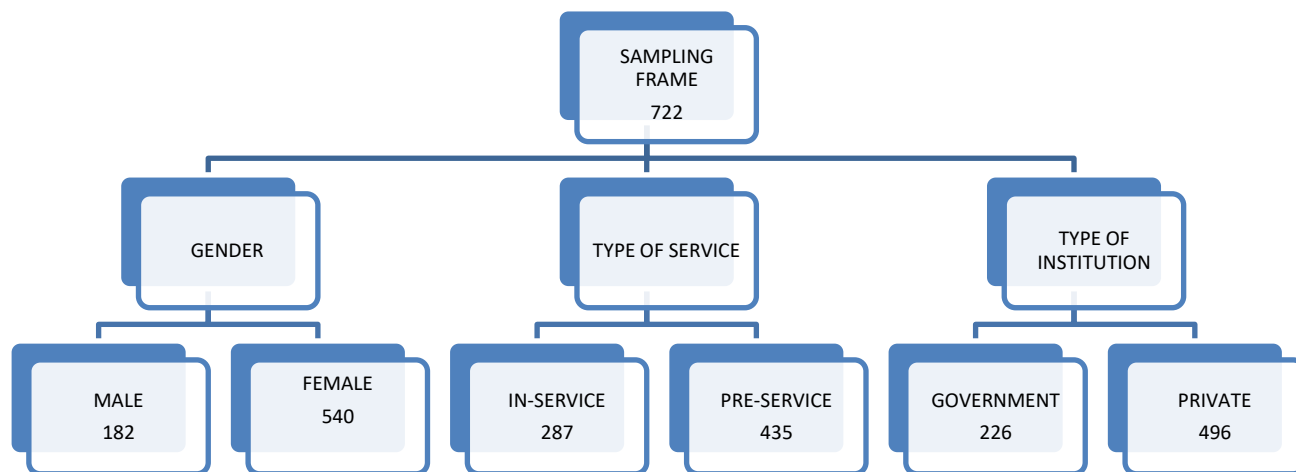 SAMPLING
FRAME
722
GENDER
TYPE OF SERVICE
TYPE OF
INSTITUTION
MALE
182
FEMALE
540
IN-SERVICE
287
PRE-SERVICE
435
GOVERNMENT
226
PRIVATE
496